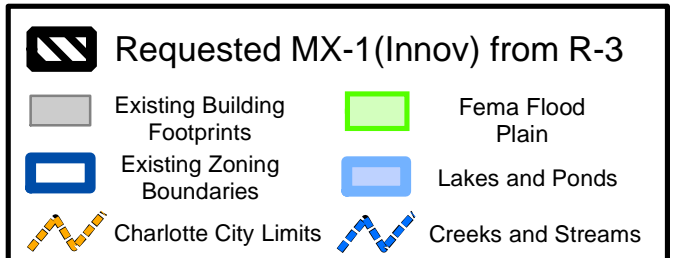 Requested MX-1(Innov) from R-3
Existing Building
Footprints
Fema Flood
Plain
Existing Zoning
Boundaries
Lakes and Ponds
Charlotte City Limits
Creeks and Streams